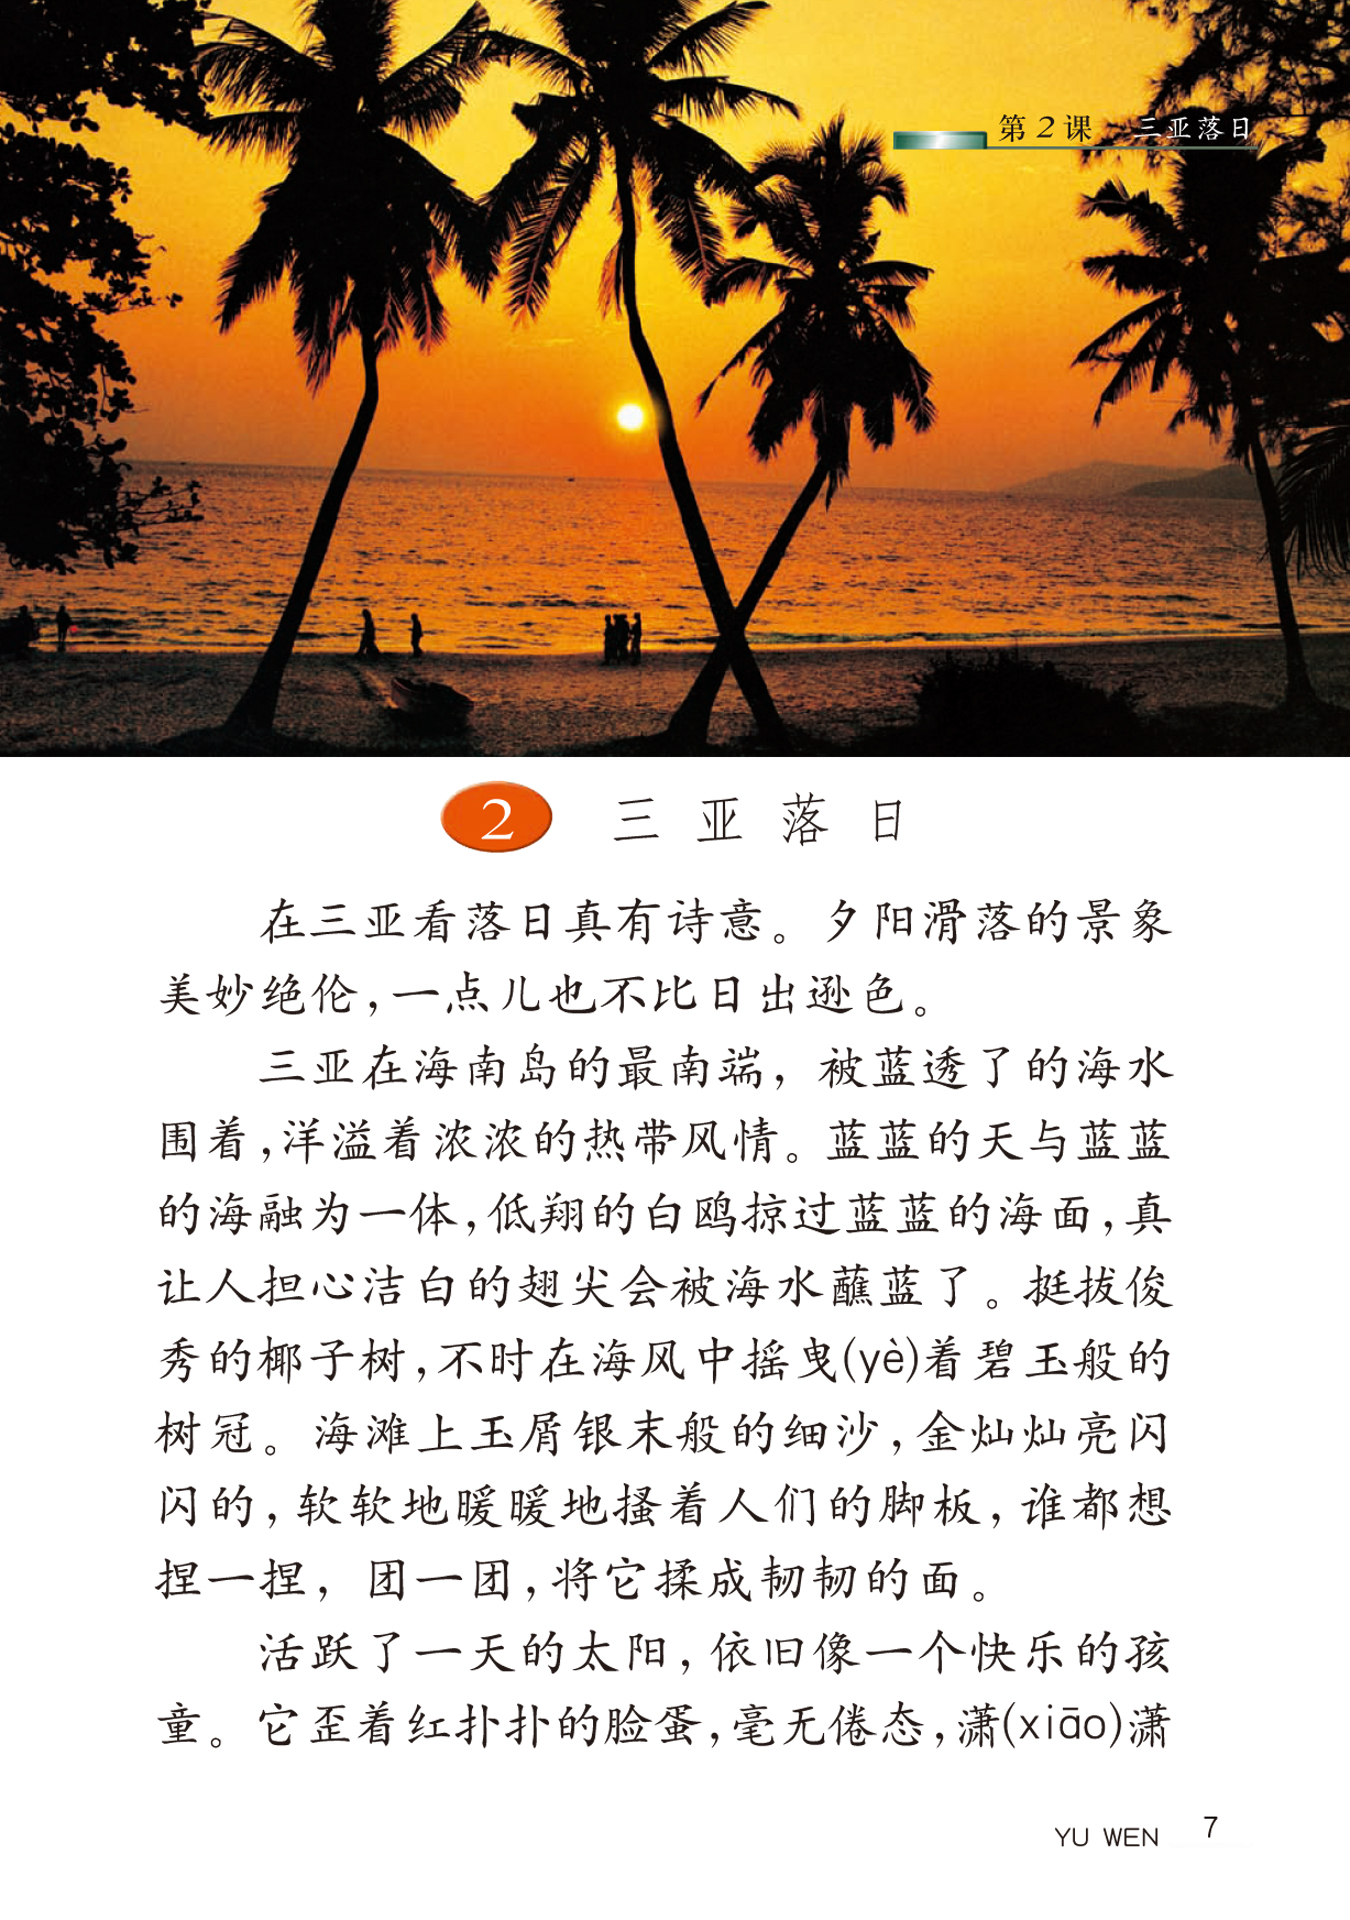 第2课 三亚落日
2 三亚落日
在三亚看落日真有诗意。夕阳滑落的景象
美妙绝伦，一点儿也不比日出逊色。
三亚在海南岛的最南端，被蓝透了的海水
围着，洋溢着浓浓的热带风情。蓝蓝的天与蓝蓝
的海融为一体，低翔的白鸥掠过蓝蓝的海面，真
让人担心洁白的翅尖会被海水蘸蓝了。挺拔俊
秀的椰子树，不时在海风中摇曳(yè)着碧玉般的
树冠。海滩上玉屑银末般的细沙，金灿灿亮闪
闪的，软软地暖暖地搔着人们的脚板，谁都想
捏一捏，团一团，将它揉成韧韧的面。
活跃了一天的太阳，依旧像一个快乐的孩
童。它歪着红扑扑的脸蛋，毫无倦态，潇(xiāo)潇
YU WEN 7